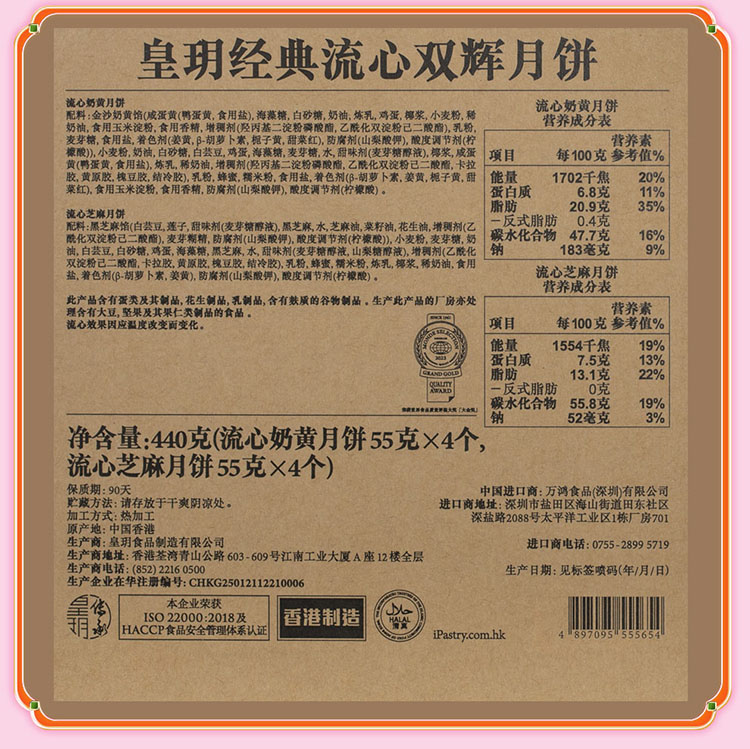 皇玥经典流心双辉月饼
流心奶黄月饼
配料:金沙奶黄馅(咸蛋黄(鸭蛋黄, 食用盐), 海藻糖, 白砂糖, 奶油, 炼乳, 鸡蛋, 椰浆, 小麦粉, 稀
奶油, 食用玉米淀粉, 食用香精, 增稠剂(羟丙基二淀粉磷酸酯, 乙酰化双淀粉己二酸酯), 乳粉,
麦芽糖, 食用盐, 着色剂(姜黄, β-胡萝卜素, 栀子黄, 甜菜红), 防腐剂(山梨酸钾), 酸度调节剂(柠檬
酸)), 小麦粉, 奶油, 白砂糖, 白芸豆, 鸡蛋, 海藻糖, 麦芽糖, 水, 甜味剂(麦芽糖醇液), 椰浆, 咸蛋
黄(鸭蛋黄, 食用盐), 炼乳, 稀奶油, 增稠剂(羟丙基二淀粉磷酸酯, 乙酰化双淀粉己二酸酯, 卡拉
胶, 黄原胶, 槐豆胶, 结冷胶), 乳粉, 蜂蜜, 糯米粉, 食用盐, 着色剂(β-胡萝卜素, 姜黄, 栀子黄, 甜
菜红), 食用玉米淀粉, 食用香精, 防腐剂(山梨酸钾), 酸度调节剂(柠檬酸) 。
流心芝麻月饼
配料:黑芝麻馅(白芸豆, 莲子, 甜味剂(麦芽糖醇液), 黑芝麻, 水, 芝麻油, 菜籽油, 花生油, 增稠剂(乙
酰化双淀粉己二酸酯), 麦芽糊精, 防腐剂(山梨酸钾), 酸度调节剂(柠檬酸)), 小麦粉, 麦芽糖, 奶
油, 白芸豆, 白砂糖, 鸡蛋, 海藻糖, 黑芝麻, 水, 甜味剂(麦芽糖醇液, 山梨糖醇液), 增稠剂(乙酰化
双淀粉己二酸酯, 卡拉胶, 黄原胶, 槐豆胶, 结冷胶), 乳粉, 蜂蜜, 糯米粉, 炼乳, 椰浆, 稀奶油, 食用
盐, 着色剂(β-胡萝卜素, 姜黄), 防腐剂(山梨酸钾), 酸度调节剂(柠檬酸) 。
此产品含有蛋类及其制品, 花生制品, 乳制品, 含有麸质的谷物制品 。生产此产品的厂房亦处
理含有大豆, 坚果及其果仁类制品的食品 。
流心效果因应温度改变而变化。
流心奶黄月饼
营养成分表
项目 每100克 营养素参考值%
能量 1702千焦 20%
蛋白质 6.8克 11%
脂肪 20.9克 35%
–反式脂肪 0.4克
碳水化合物 47.7克 16%
钠 183毫克 9%
流心芝麻月饼
营养成分表
项目 每100克 营养素参考值%
能量 1554千焦 19%
蛋白质 7.5克 13%
脂肪 13.1克 22%
–反式脂肪 0克
碳水化合物 55.8克 19%
钠 52毫克 3%
MONDE SELECTION
2022
GRAND GOLD
QUALITY
AWARD
净含量:440克(流心奶黄月饼55克×4个,
流心芝麻月饼55克×4个)
保质期: 90天
贮藏方法: 请存放于干爽阴凉处。
加工方式: 热加工
原产地: 中国香港
生产商: 皇玥食品制造有限公司
生产商地址: 香港荃湾青山公路 603 - 609号江南工业大厦 A 座 12 楼全层
生产商电话: (852) 2216 0500
生产企业在华注册编号: CHKG25012112210006
中国进口商: 万鸿食品(深圳)有限公司
进口商地址: 深圳市盐田区海山街道田东社区
深盐路2088号太平洋工业区1栋厂房701
进口商电话: 0755-2899 5719
生产日期: 见标签喷码(年/月/日)
皇玥
传承
本企业荣获
ISO 22000:2018及
HACCP食品安全管理体系认证
香港制造
HALAL
清真
iPastry.com.hk
4 897095 555654